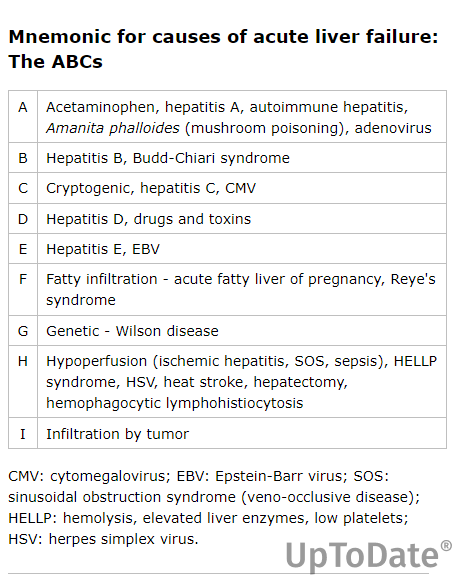 Mnemonic for causes of acute liver failure:
The ABCs
A Acetaminophen, hepatitis A, autoimmune hepatitis,
Amanita phalloides (mushroom poisoning), adenovirus
B Hepatitis B, Budd-Chiari syndrome
C Cryptogenic, hepatitis C, CMV
D Hepatitis D, drugs and toxins
E Hepatitis E, EBV
F Fatty infiltration - acute fatty liver of pregnancy, Reye's
syndrome
G Genetic - Wilson disease
H Hypoperfusion (ischemic hepatitis, SOS, sepsis), HELLP
syndrome, HSV, heat stroke, hepatectomy,
hemophagocytic lymphohistiocytosis
I Infiltration by tumor
CMV: cytomegalovirus; EBV: Epstein-Barr virus; SOS:
sinusoidal obstruction syndrome (veno-occlusive disease);
HELLP: hemolysis, elevated liver enzymes, low platelets;
HSV: herpes simplex virus.
UpToDate®